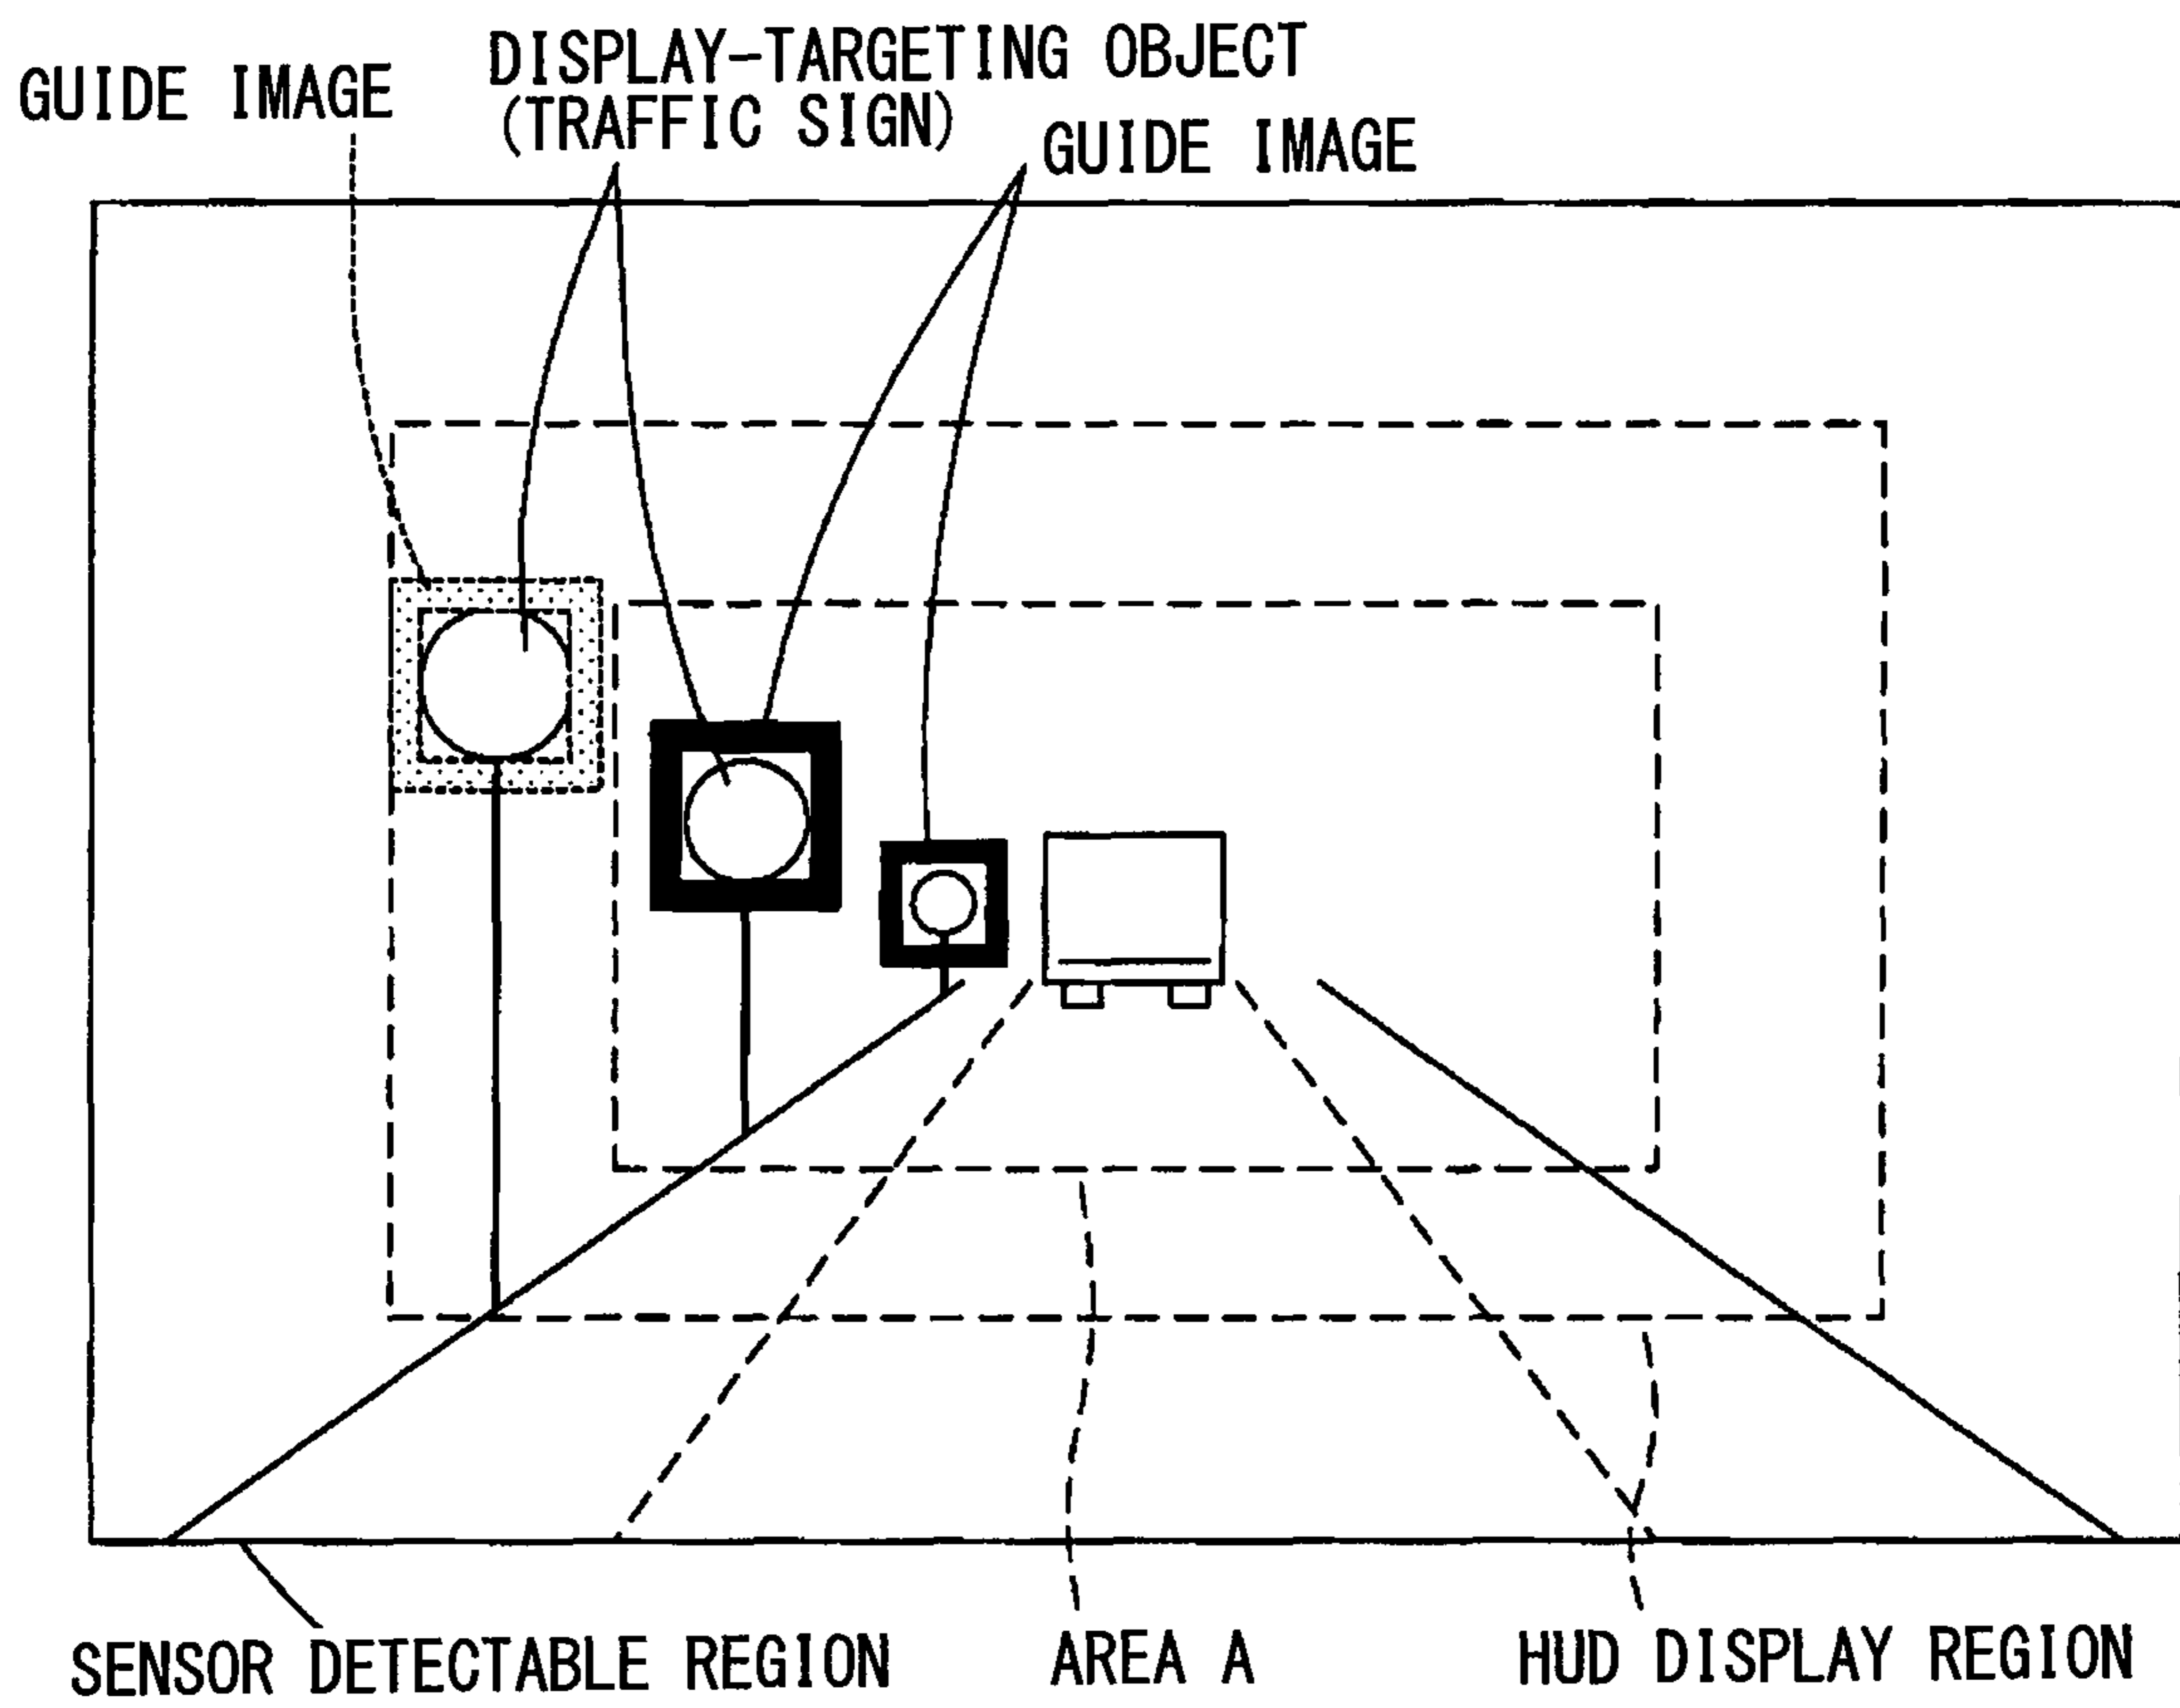 GUIDE IMAGE
DISPLAY-TARGETING OBJECT
(TRAFFIC SIGN)
GUIDE IMAGE
SENSOR DETECTABLE REGION
AREA A
HUD DISPLAY REGION